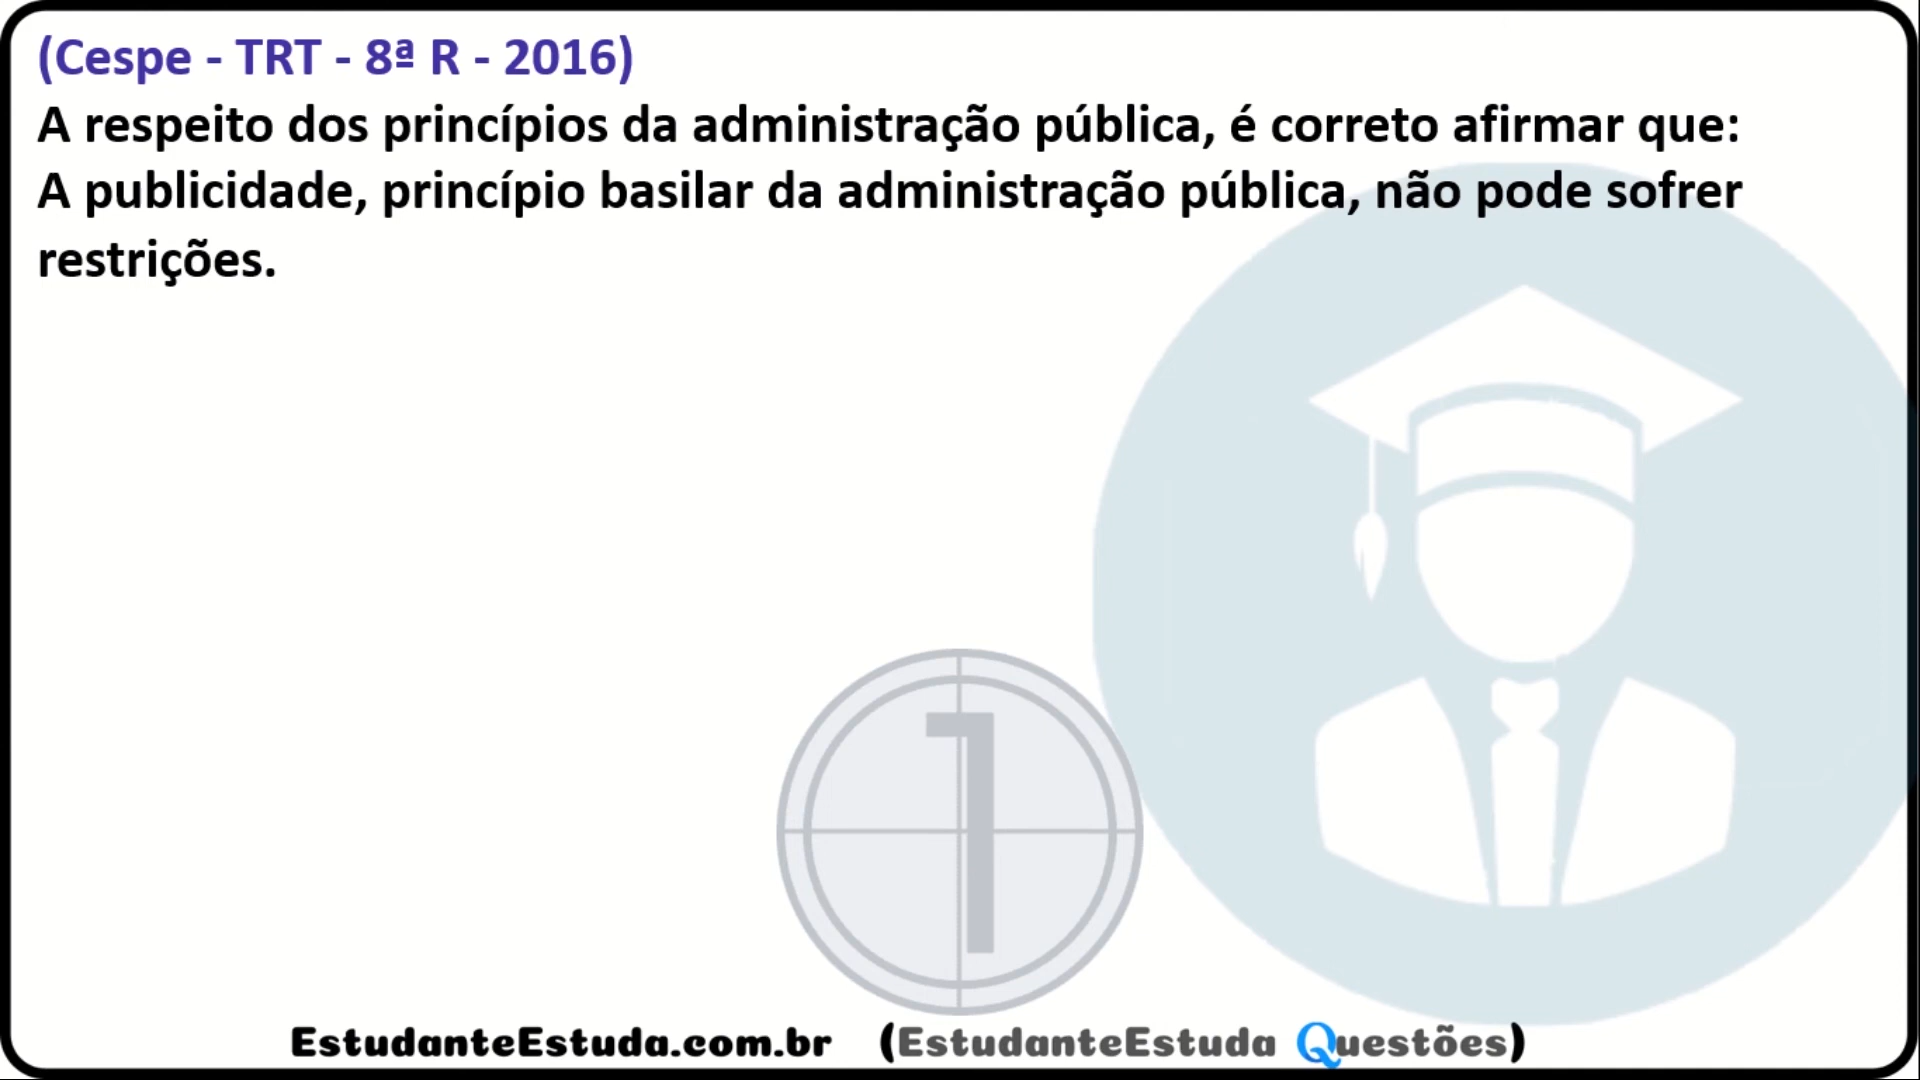 (Cespe - TRT - 8ª R - 2016)
A respeito dos princípios da administração pública, é correto afirmar que:
A publicidade, princípio basilar da administração pública, não pode sofrer
restrições.
1
EstudanteEstuda.com.br (EstudanteEstuda Questões)